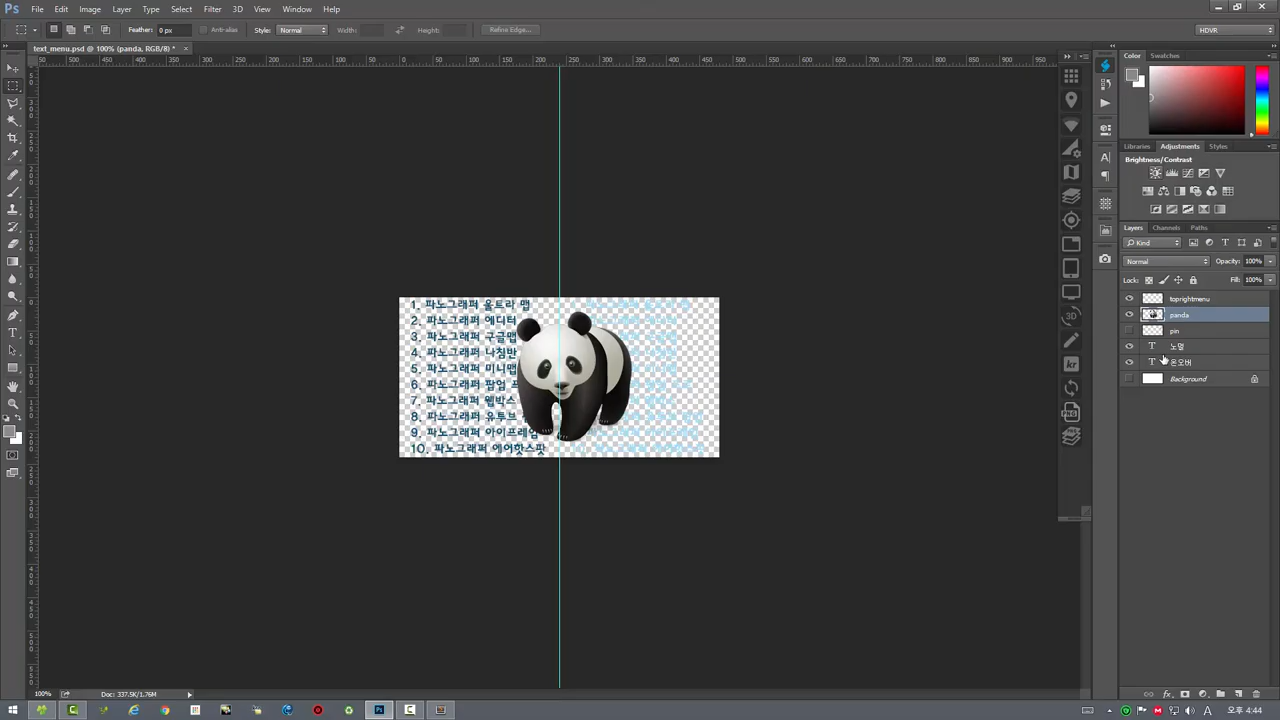 Ps File Edit Image Layer Type Select Filter 3D View Window Help
Feather: 0 px Anti-alias Style: Normal Width: Height: Refine Edge... HDVR
text_menu.psd @ 100% (panda, RGB/8) *
Color Swatches
Libraries Adjustments Styles
Brightness/Contrast
Layers Channels Paths
Kind
Normal Opacity: 100%
Lock: Fill: 100%
toprightmenu
panda
pin
노멀
온오버
Background
1. 파노그래퍼 울트라 맵
2. 파노그래퍼 에디터
3. 파노그래퍼 구글맵
4. 파노그래퍼 나침반
5. 파노그래퍼 미니맵
6. 파노그래퍼 팝업
7. 파노그래퍼 웹박스
8. 파노그래퍼 유투브
9. 파노그래퍼 아이프레임
10. 파노그래퍼 에어핫스팟
3D
kr
100% Doc: 337.5K/1.76M
A 오후 4:44